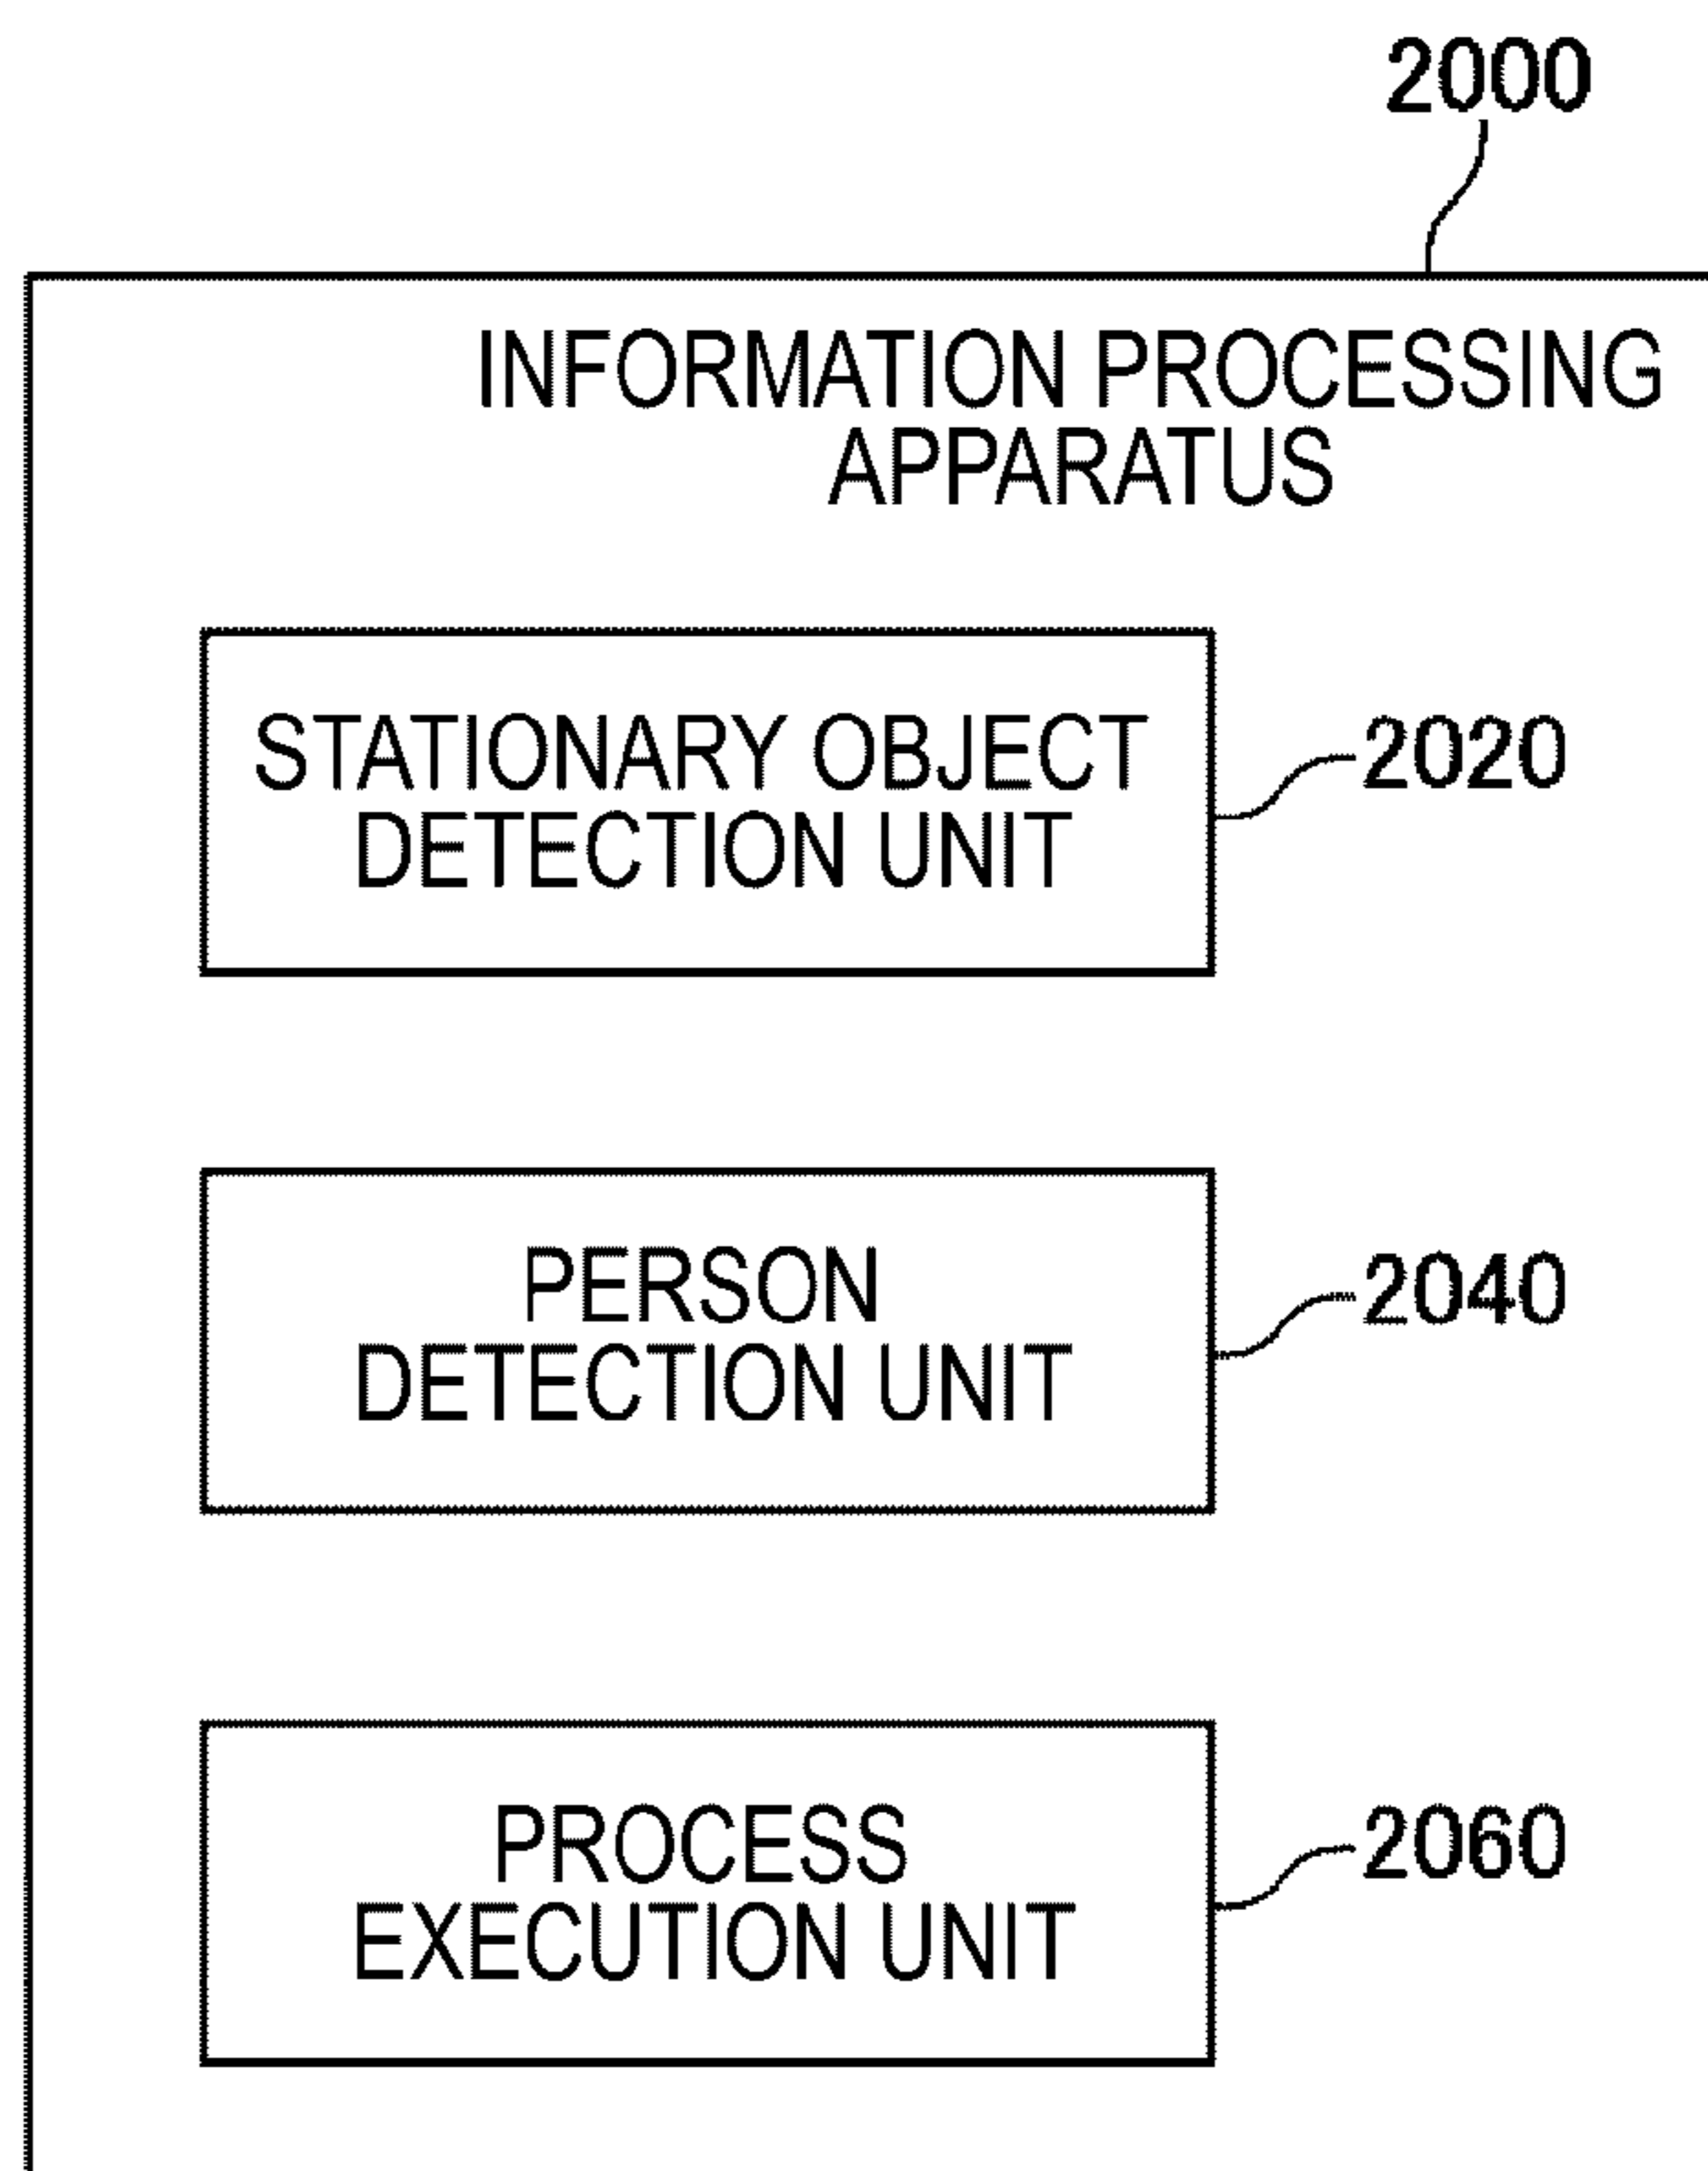 2000
INFORMATION PROCESSING
APPARATUS
STATIONARY OBJECT
DETECTION UNIT
2020
PERSON
DETECTION UNIT
2040
PROCESS
EXECUTION UNIT
2060